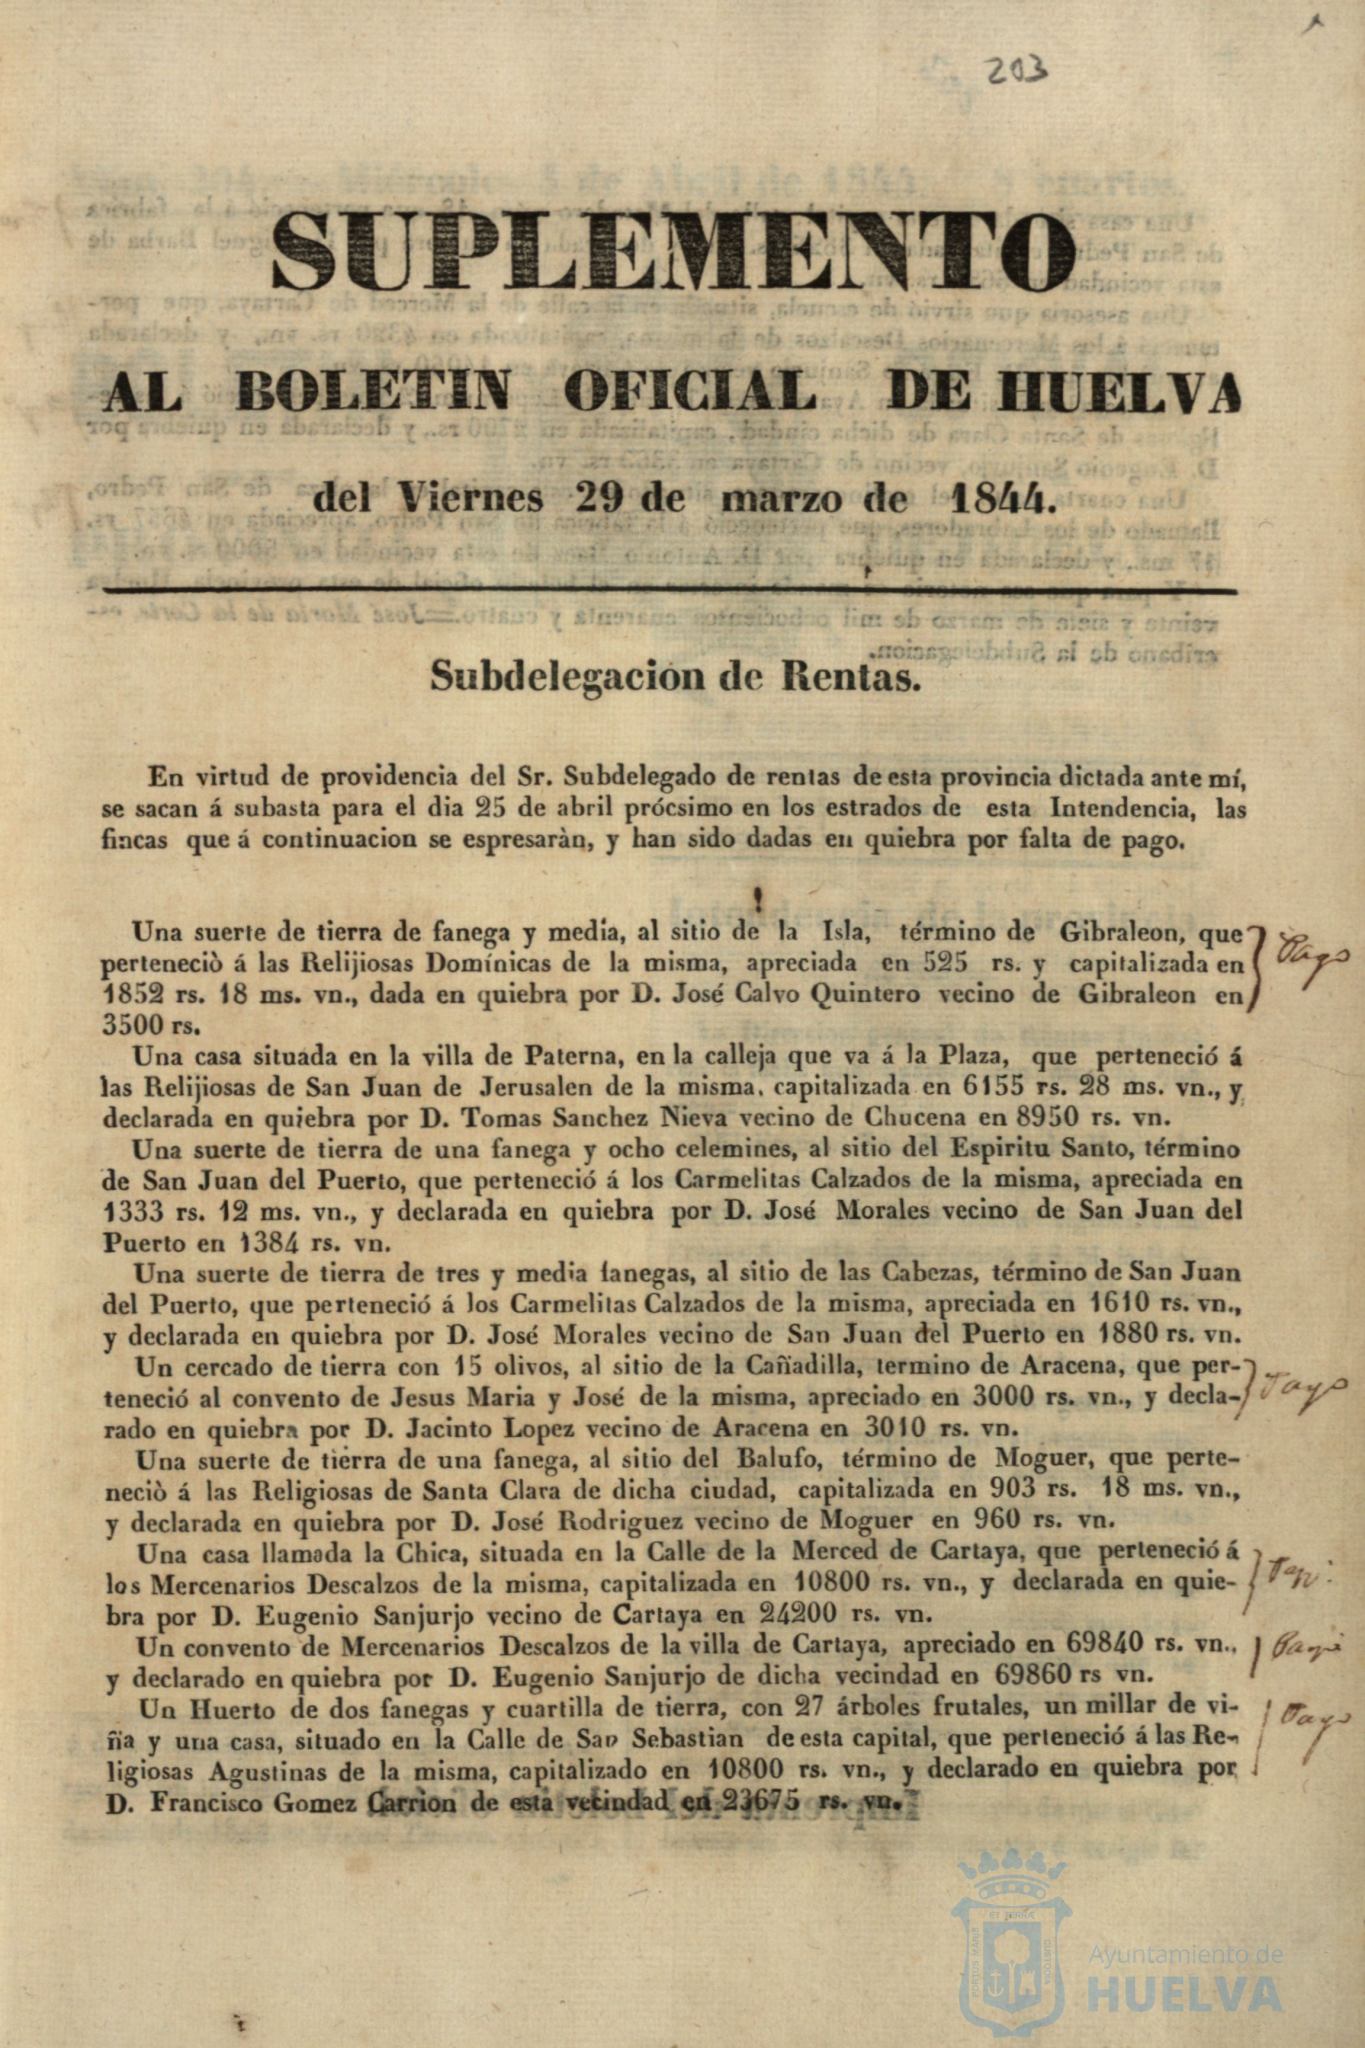 203
SUPLEMENTO
AL BOLETIN OFICIAL DE HUELVA
del Viernes 29 de marzo de 1844.
Subdelegacion de Rentas.
En virtud de providencia del Sr. Subdelegado de rentas de esta provincia dictada ante mí,
se sacan á subasta para el dia 25 de abril prócsimo en los estrados de esta Intendencia, las
fincas que á continuacion se espresaràn, y han sido dadas en quiebra por falta de pago.
Una suerte de tierra de fanega y media, al sitio de la Isla, término de Gibraleon, que
perteneciò á las Relijiosas Domínicas de la misma, apreciada en 525 rs. y capitalizada en
1852 rs. 18 ms. vn., dada en quiebra por D. José Calvo Quintero vecino de Gibraleon en
3500 rs.
Pago
Una casa situada en la villa de Paterna, en la calleja que va á la Plaza, que perteneció á
las Relijiosas de San Juan de Jerusalen de la misma, capitalizada en 6155 rs. 28 ms. vn., y
declarada en quiebra por D. Tomas Sanchez Nieva vecino de Chucena en 8950 rs. vn.
Una suerte de tierra de una fanega y ocho celemines, al sitio del Espiritu Santo, término
de San Juan del Puerto, que perteneció á los Carmelitas Calzados de la misma, apreciada en
1333 rs. 12 ms. vn., y declarada en quiebra por D. José Morales vecino de San Juan del
Puerto en 1384 rs. vn.
Una suerte de tierra de tres y media fanegas, al sitio de las Cabezas, término de San Juan
del Puerto, que perteneció á los Carmelitas Calzados de la misma, apreciada en 1610 rs. vn.,
y declarada en quiebra por D. José Morales vecino de San Juan del Puerto en 1880 rs. vn.
Un cercado de tierra con 15 olivos, al sitio de la Cañadilla, termino de Aracena, que per-
teneció al convento de Jesus Maria y José de la misma, apreciado en 3000 rs. vn., y decla-
rado en quiebra por D. Jacinto Lopez vecino de Aracena en 3010 rs. vn.
Pago
Una suerte de tierra de una fanega, al sitio del Balufo, término de Moguer, que perte-
neciò á las Religiosas de Santa Clara de dicha ciudad, capitalizada en 903 rs. 18 ms. vn.,
y declarada en quiebra por D. José Rodriguez vecino de Moguer en 960 rs. vn.
Una casa llamada la Chica, situada en la Calle de la Merced de Cartaya, que perteneció á
los Mercenarios Descalzos de la misma, capitalizada en 10800 rs. vn., y declarada en quie-
bra por D. Eugenio Sanjurjo vecino de Cartaya en 24200 rs. vn.
Un convento de Mercenarios Descalzos de la villa de Cartaya, apreciado en 69840 rs. vn.,
y declarado en quiebra por D. Eugenio Sanjurjo de dicha vecindad en 69860 rs vn.
Un Huerto de dos fanegas y cuartilla de tierra, con 27 árboles frutales, un millar de vi-
ña y una casa, situado en la Calle de San Sebastian de esta capital, que perteneció á las Re-
ligiosas Agustinas de la misma, capitalizado en 10800 rs. vn., y declarado en quiebra por
D. Francisco Gomez Carrion de esta vecindad en 23675 rs. vn.
Pago
PORTUS MARIS
ET TERRÆ
CUSTODIA
Ayuntamiento de
HUELVA